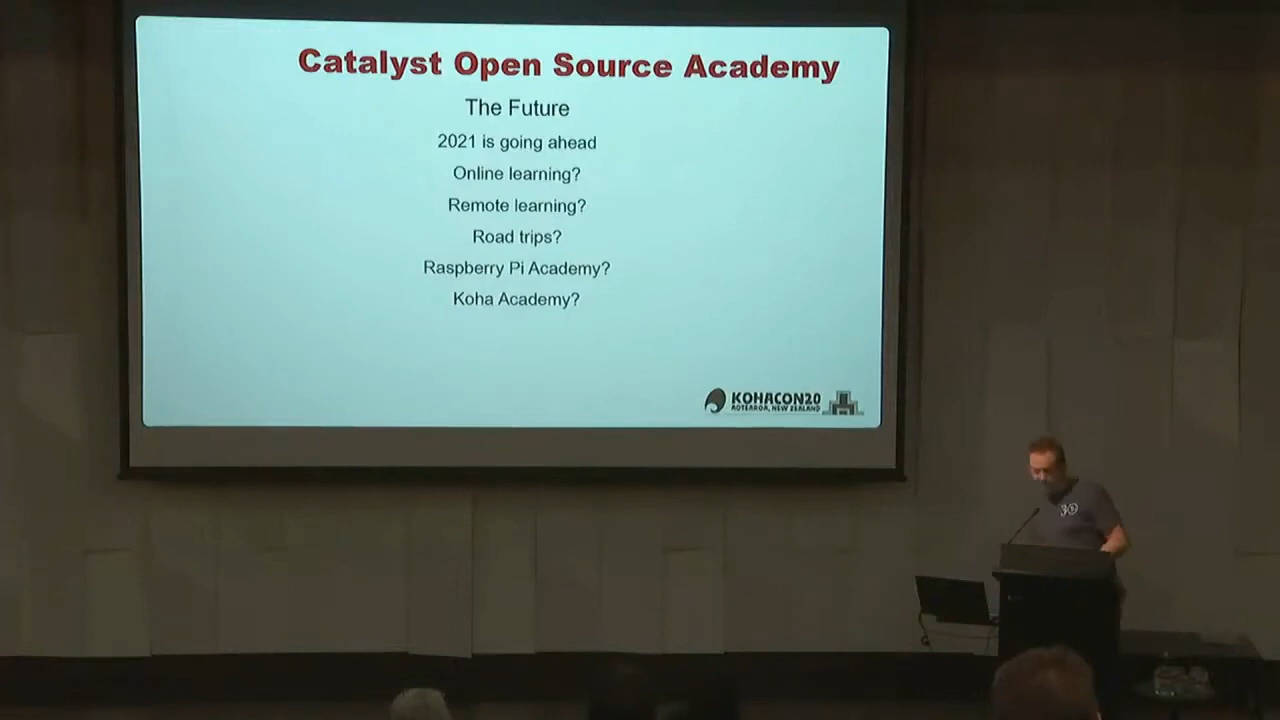 Catalyst Open Source Academy
The Future
2021 is going ahead
Online learning?
Remote learning?
Road trips?
Raspberry Pi Academy?
Koha Academy?
KOHACON20
AOTEAROA, NEW ZEALAND